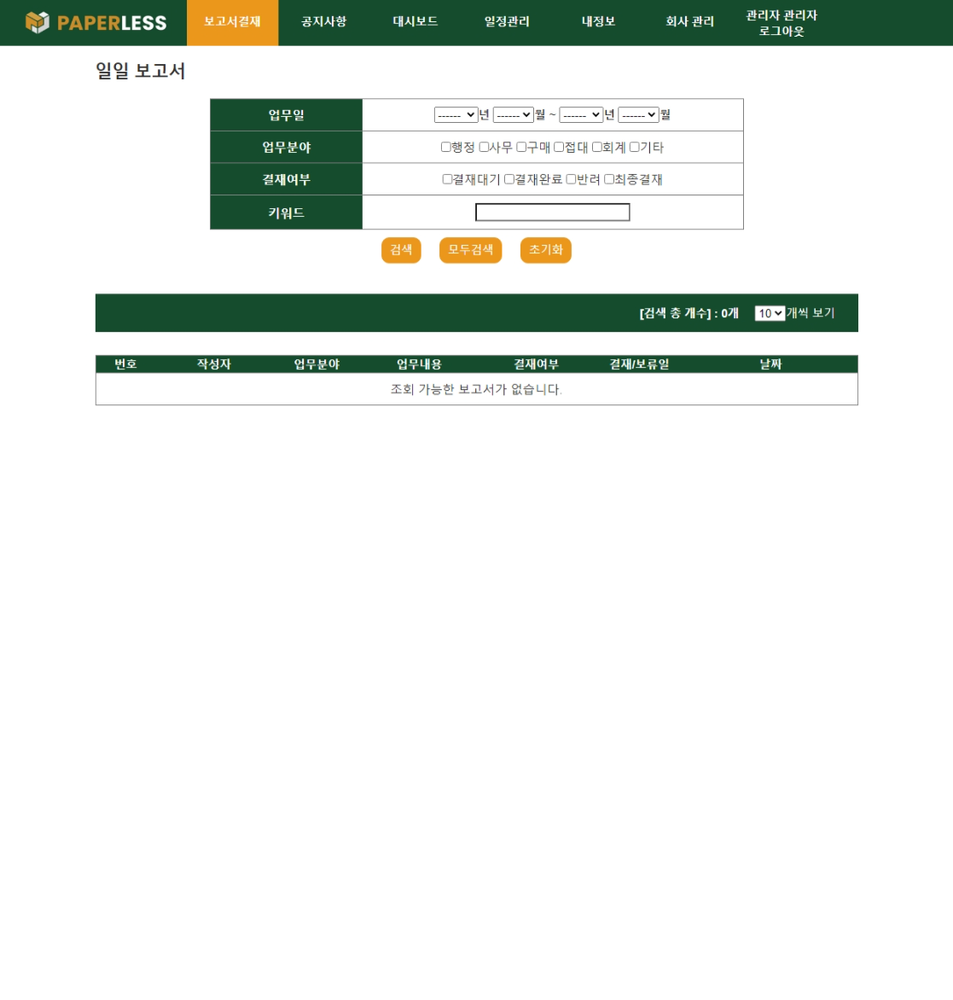 PAPERLESS 보고서결재 공지사항 대시보드 일정관리 내정보 회사 관리 관리자 관리자
로그아웃
일일 보고서
업무일 ------ 년 ------ 월 ~ ------ 년 ------ 월
업무분야 행정 사무 구매 접대 회계 기타
결재여부 결재대기 결재완료 반려 최종결재
키워드
검색 모두검색 초기화
[검색 총 개수] : 0개 10 개씩 보기
번호 작성자 업무분야 업무내용 결재여부 결재/보류일 날짜
조회 가능한 보고서가 없습니다.